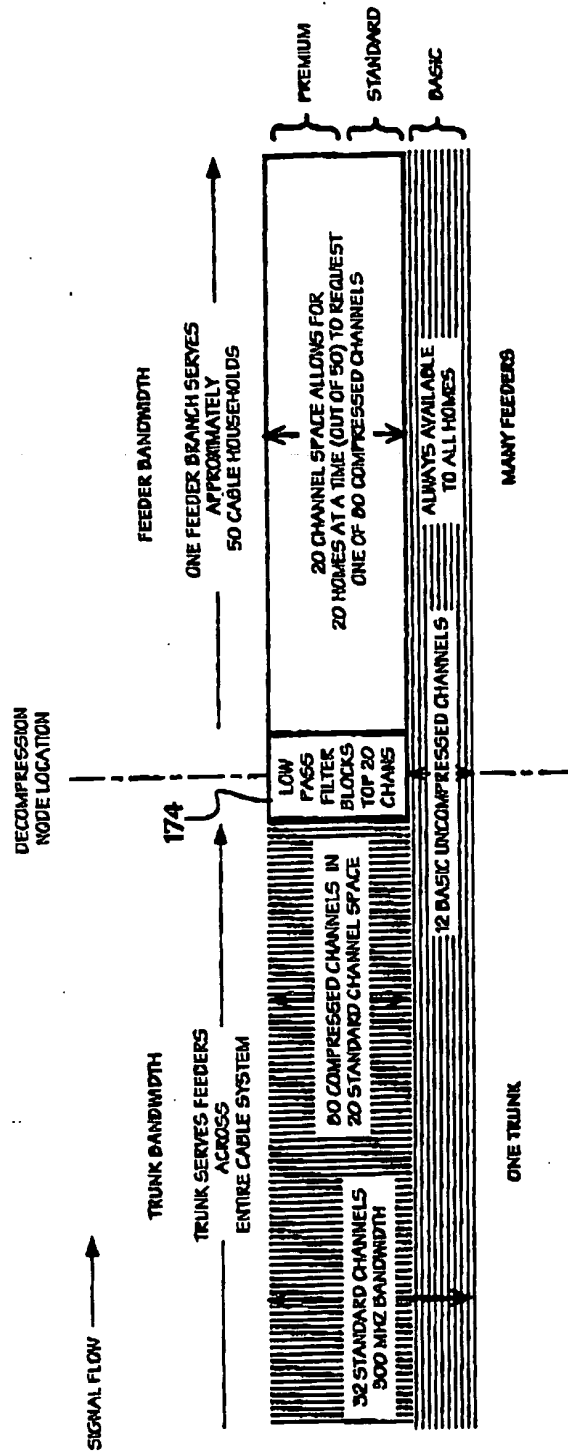 SIGNAL FLOW
TRUNK BANDWIDTH
TRUNK SERVES FEEDERS
ACROSS
ENTIRE CABLE SYSTEM
DECOMPRESSION
NODE LOCATION
174
FEEDER BANDWIDTH
ONE FEEDER BRANCH SERVES
APPROXIMATELY
50 CABLE HOUSEHOLDS
32 STANDARD CHANNELS
300 MHZ BANDWIDTH
80 COMPRESSED CHANNELS IN
20 STANDARD CHANNEL SPACE
LOW
PASS
FILTER
BLOCKS
TOP 20
CHANS
20 CHANNEL SPACE ALLOWS FOR
20 HOMES AT A TIME (OUT OF 50) TO REQUEST
ONE OF 80 COMPRESSED CHANNELS
PREMIUM
STANDARD
BASIC
12 BASIC UNCOMPRESSED CHANNELS
ALWAYS AVAILABLE
TO ALL HOMES
ONE TRUNK
MANY FEEDERS